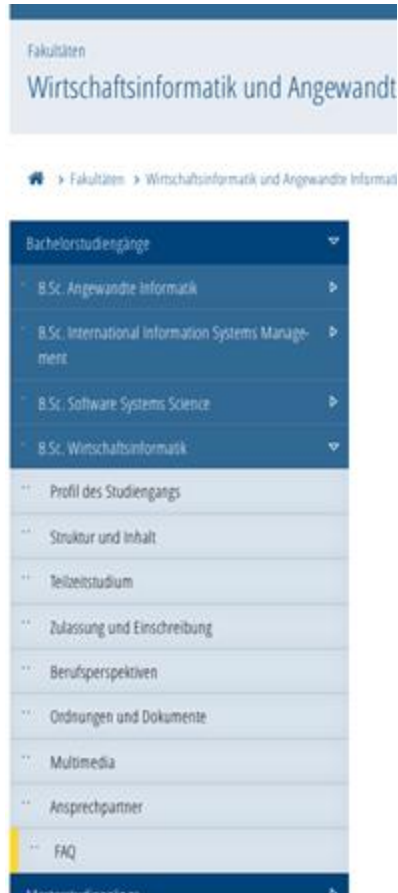 Fakultäten
Wirtschaftsinformatik und Angewandt
> Fakultäten > Wirtschaftsinformatik und Angewandte Informati
Bachelorstudiengänge
B.Sc. Angewandte Informatik
B.Sc. International Information Systems Manage-
ment
B.Sc. Software Systems Science
B.Sc. Wirtschaftsinformatik
Profil des Studiengangs
Struktur und Inhalt
Teilzeitstudium
Zulassung und Einschreibung
Berufsperspektiven
Ordnungen und Dokumente
Multimedia
Ansprechpartner
FAQ
Masterstudiengänge